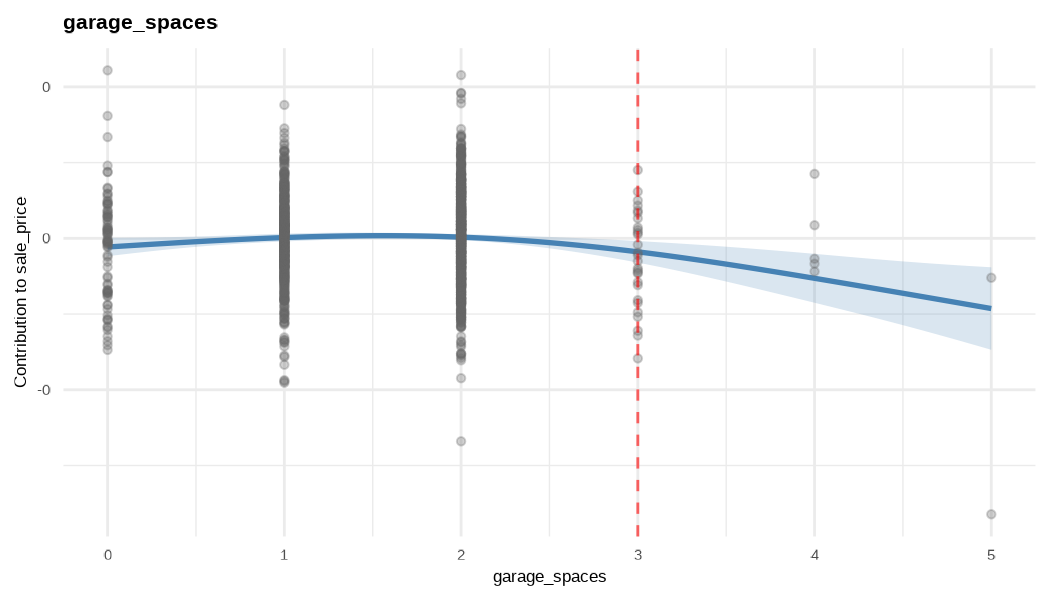 garage_spaces
Contribution to sale_price
0
0
-0
0 1 2 3 4 5
garage_spaces